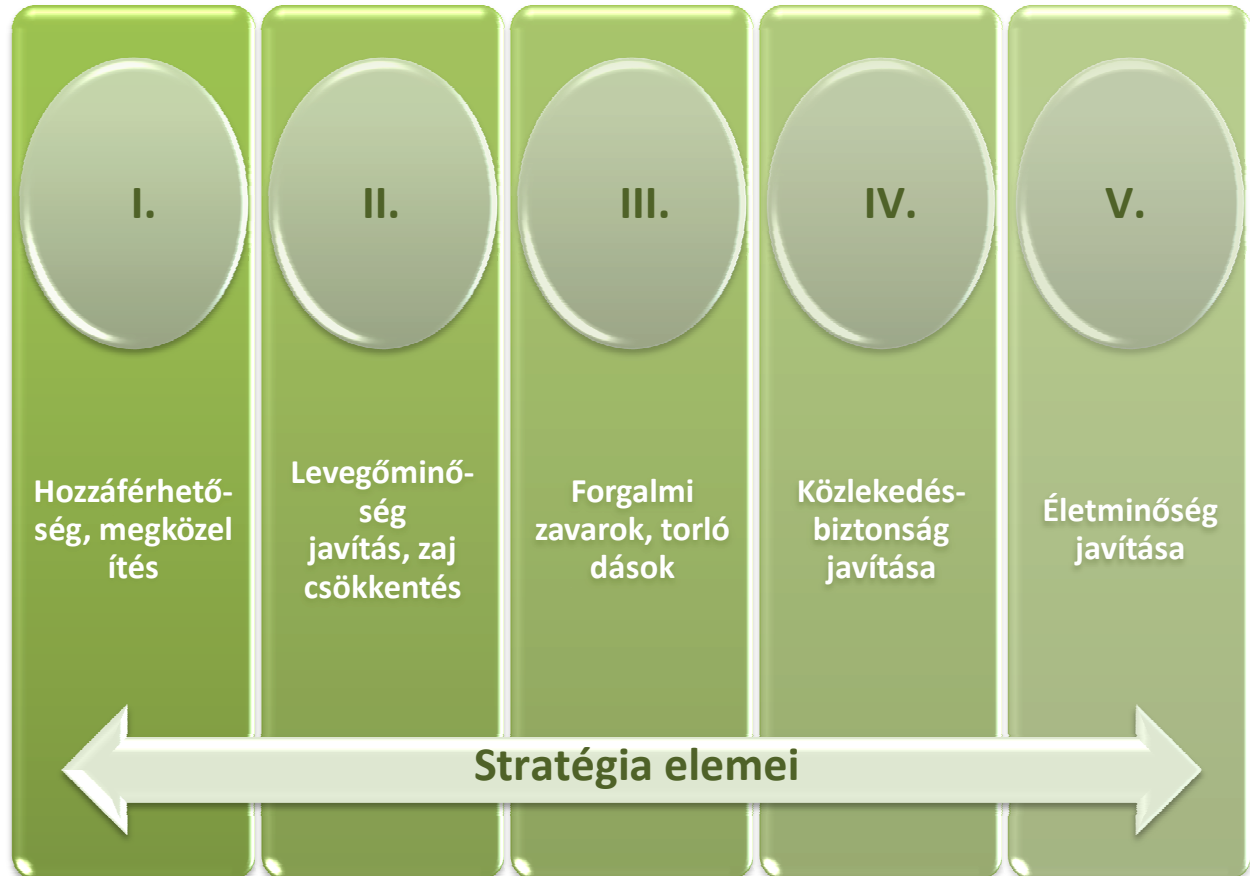 I.
Hozzáférhető-
ség, megközel
ítés
II.
Levegőminő-
ség
javítás, zaj
csökkentés
III.
Forgalmi
zavarok, torló
dások
IV.
Közlekedés-
biztonság
javítása
V.
Életminőség
javítása
Stratégia elemei